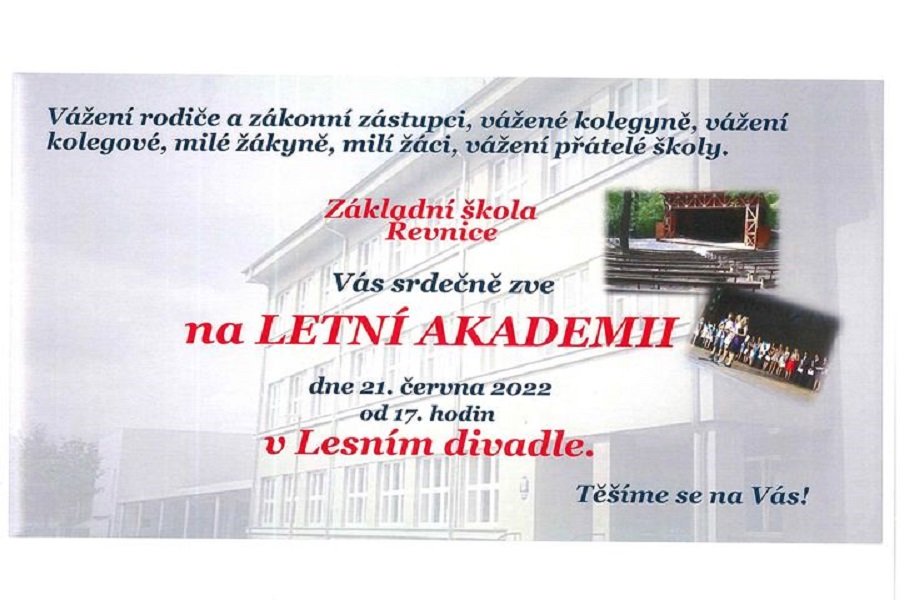 Vážení rodiče a zákonní zástupci, vážené kolegyně, vážení
kolegové, milé žákyně, milí žáci, vážení přátelé školy.
Základní škola
Řevnice
Vás srdečně zve
na LETNÍ AKADEMII
dne 21. června 2022
od 17. hodin
v Lesním divadle.
Těšíme se na Vás!